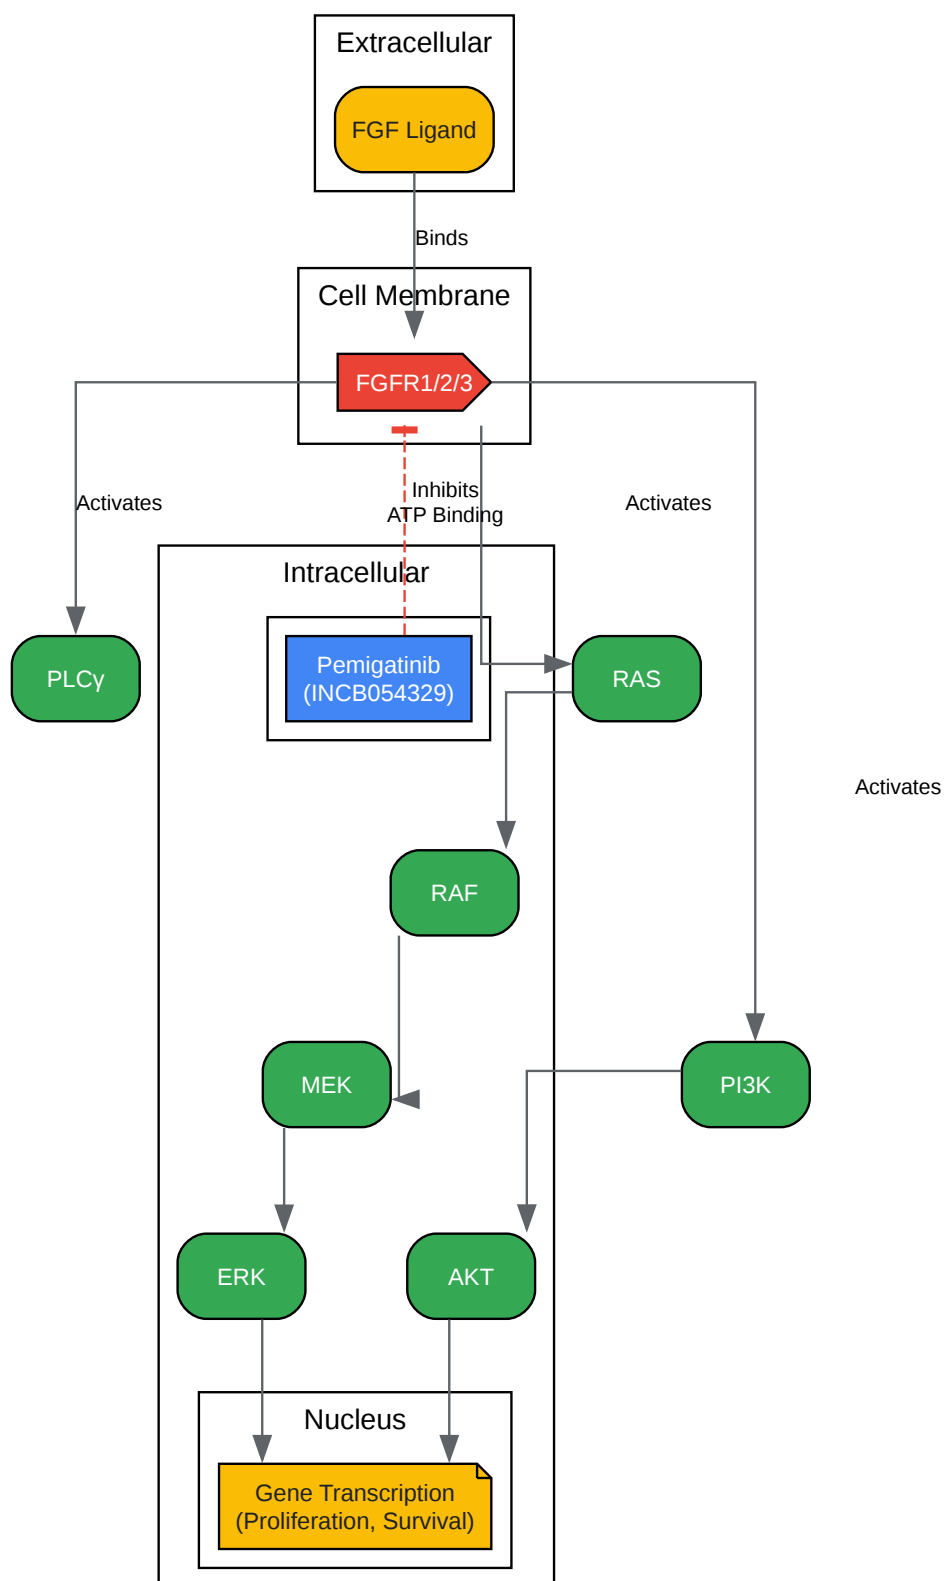 Extracellular
FGF Ligand
Binds
Cell Membrane
FGFR1/2/3
Activates
Inhibits
ATP Binding
Activates
Intracellular
PLCγ
Pemigatinib
(INCB054329)
RAS
Activates
RAF
MEK
PI3K
ERK
AKT
Nucleus
Gene Transcription
(Proliferation, Survival)